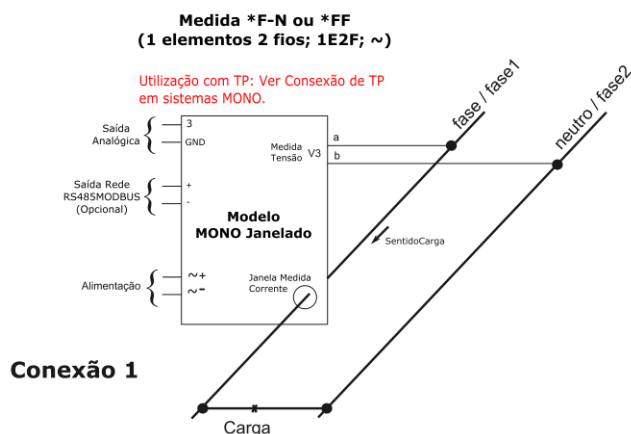 Medida *F-N ou *FF
(1 elementos 2 fios; 1E2F; ~)
Utilização com TP: Ver Consexão de TP
em sistemas MONO.
fase / fase1
neutro / fase2
Saída
Analógica
3
GND
Medida
Tensão
V3
a
b
Saída Rede
RS485MODBUS
(Opcional)
+
-
Modelo
MONO Janelado
SentidoCarga
Alimentação
~+
~-
Janela Medida
Corrente
Conexão 1
Carga